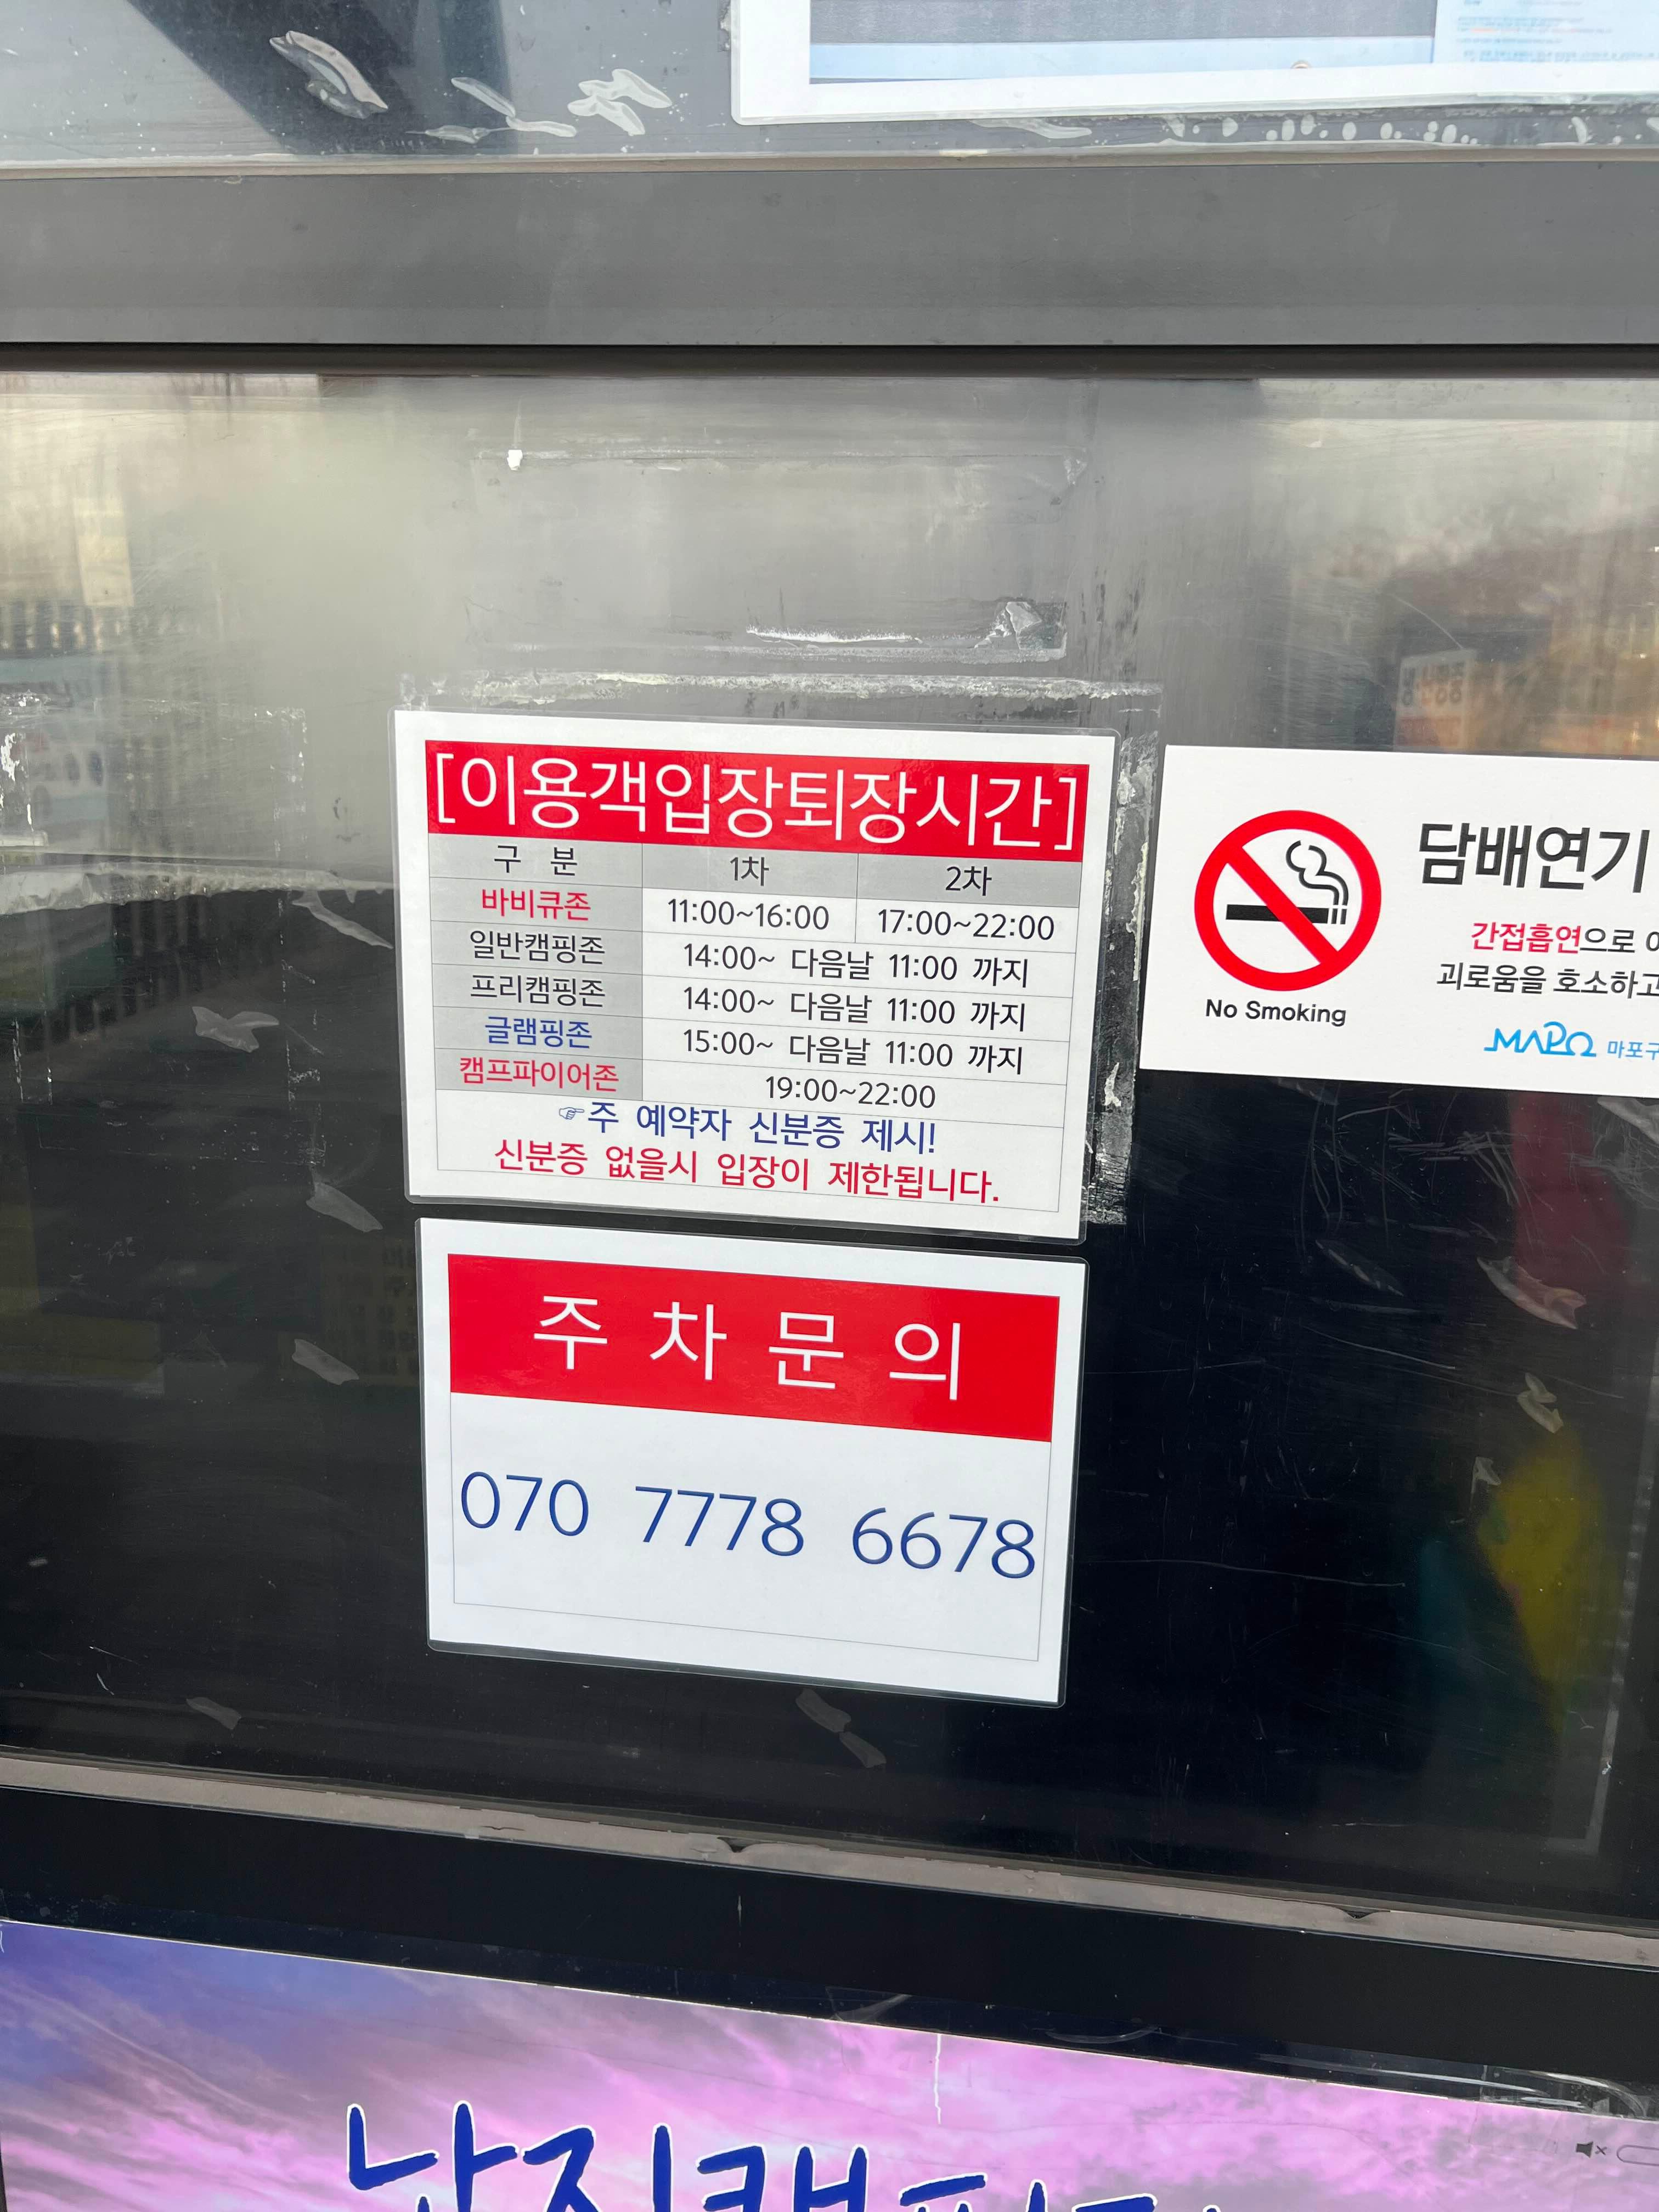 [이용객입장퇴장시간]
구 분 1차 2차
바비큐존 11:00~16:00 17:00~22:00
일반캠핑존 14:00~ 다음날 11:00 까지
프리캠핑존 14:00~ 다음날 11:00 까지
글램핑존 15:00~ 다음날 11:00 까지
캠프파이어존 19:00~22:00
☞주 예약자 신분증 제시!
신분증 없을시 입장이 제한됩니다.
주 차 문 의
070 7778 6678
담배연기
간접흡연으로
괴로움을 호소하고
No Smoking
MAPO 마포구
난지캠핑